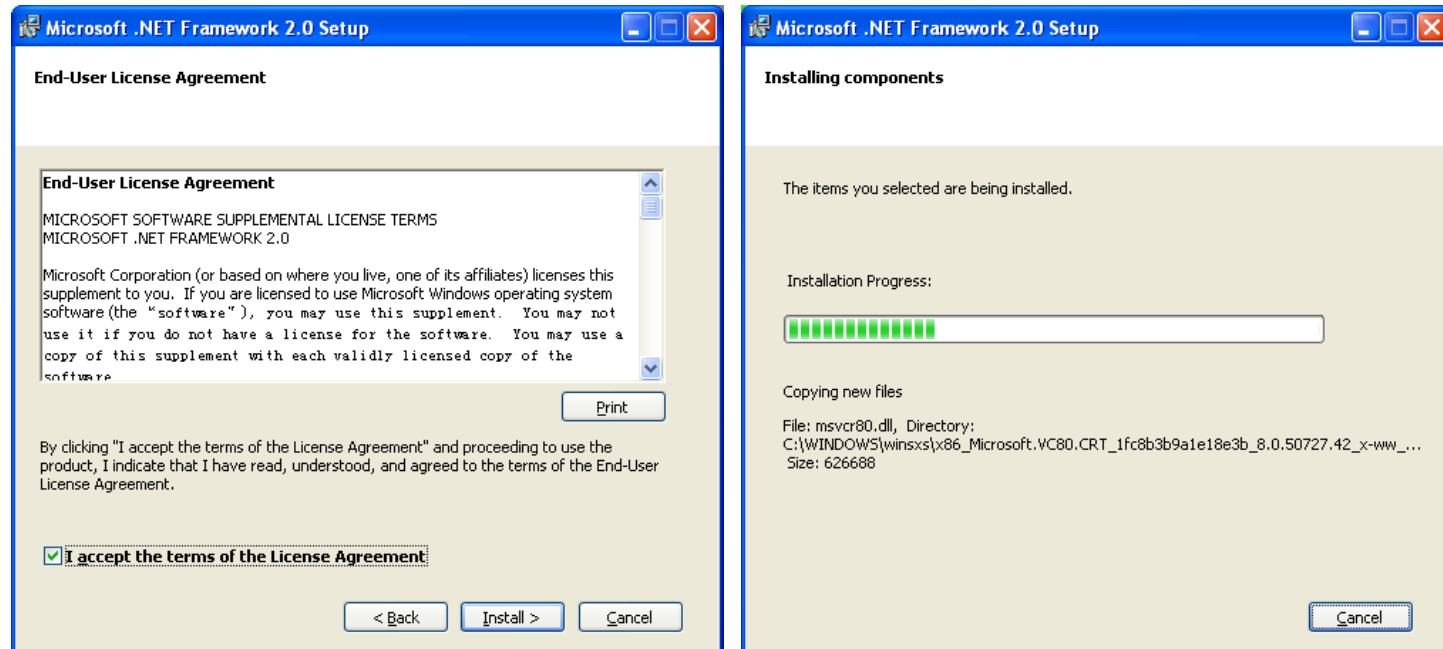 Microsoft .NET Framework 2.0 Setup
End-User License Agreement
End-User License Agreement
MICROSOFT SOFTWARE SUPPLEMENTAL LICENSE TERMS
MICROSOFT .NET FRAMEWORK 2.0
Microsoft Corporation (or based on where you live, one of its affiliates) licenses this
supplement to you.  If you are licensed to use Microsoft Windows operating system
software (the “software”), you may use this supplement.  You may not
use it if you do not have a license for the software.  You may use a
copy of this supplement with each validly licensed copy of the
software.
Print
By clicking "I accept the terms of the License Agreement" and proceeding to use the
product, I indicate that I have read, understood, and agreed to the terms of the End-User
License Agreement.
I accept the terms of the License Agreement
< Back
Install >
Cancel
Microsoft .NET Framework 2.0 Setup
Installing components
The items you selected are being installed.
Installation Progress:
Copying new files
File: msvcr80.dll,  Directory:
C:\WINDOWS\winsxs\x86_Microsoft.VC80.CRT_1fc8b3b9a1e18e3b_8.0.50727.42_x-ww_...
Size: 626688
Cancel